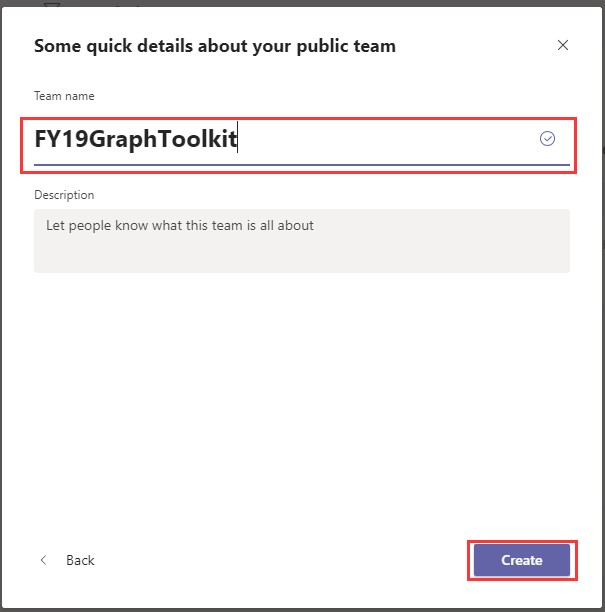 Some quick details about your public team
Team name
FY19GraphToolkit
Description
Let people know what this team is all about
Back
Create